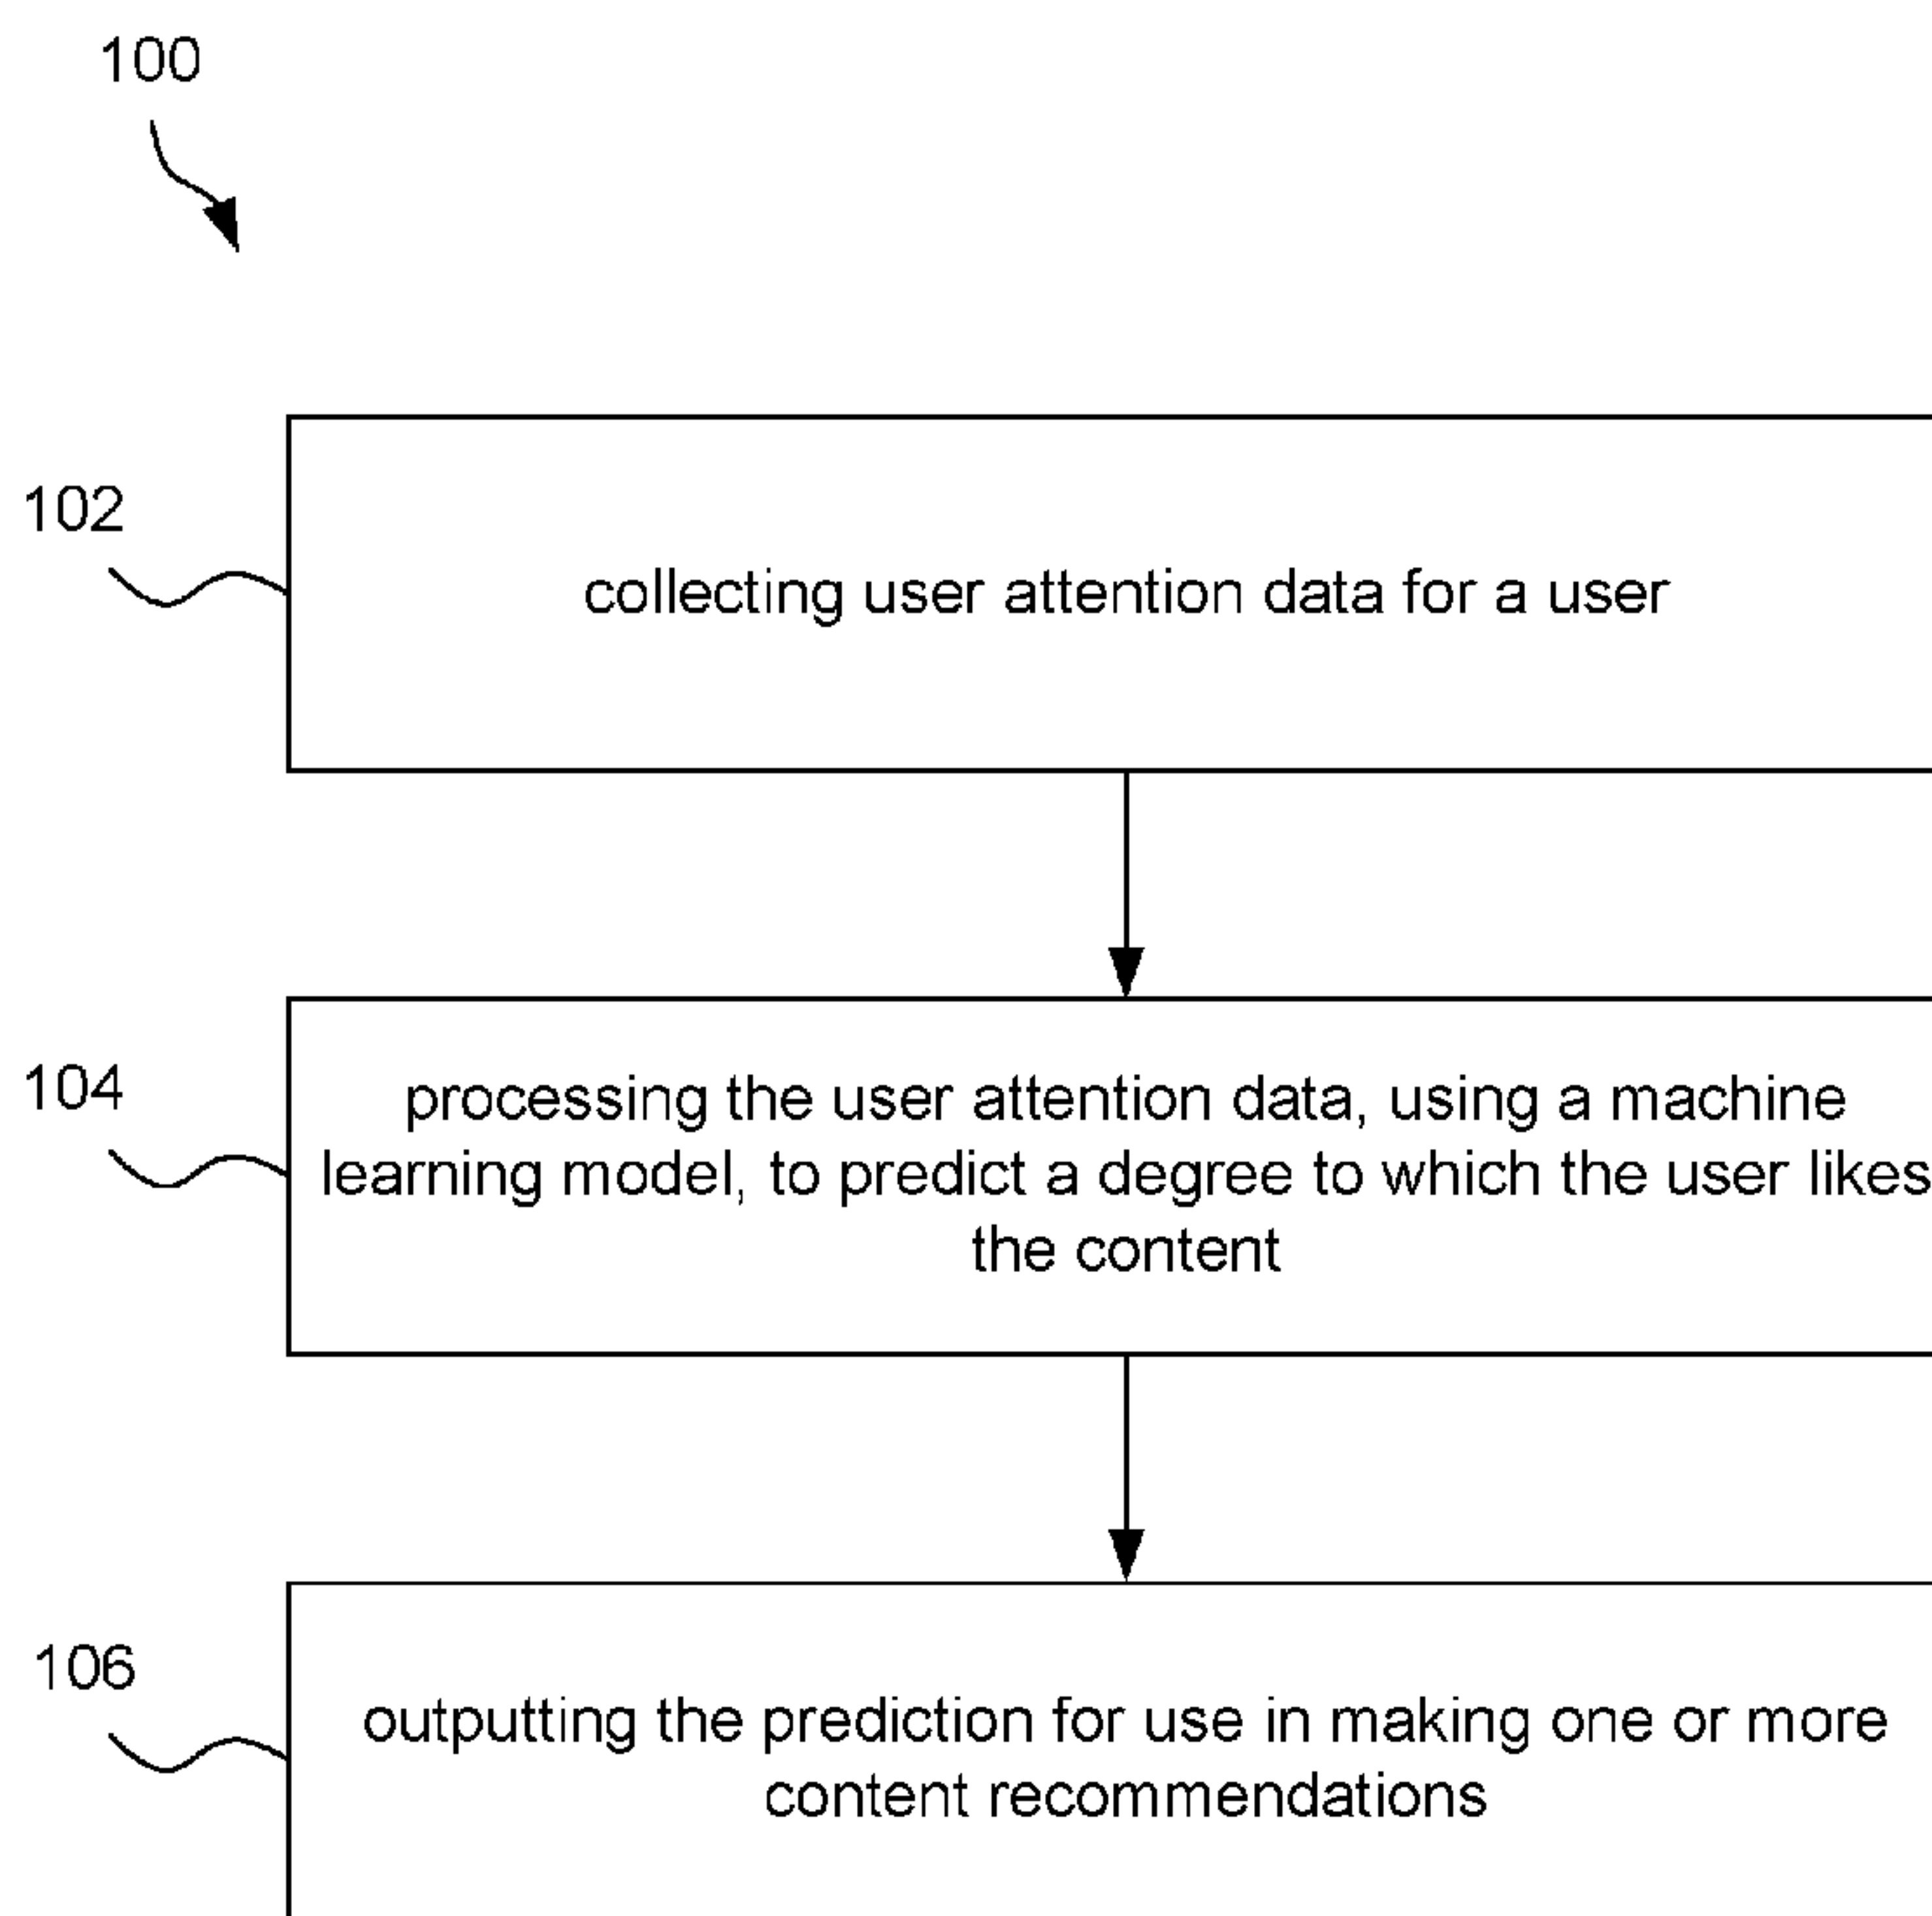 100
102
collecting user attention data for a user
104
processing the user attention data, using a machine
learning model, to predict a degree to which the user likes
the content
106
outputting the prediction for use in making one or more
content recommendations